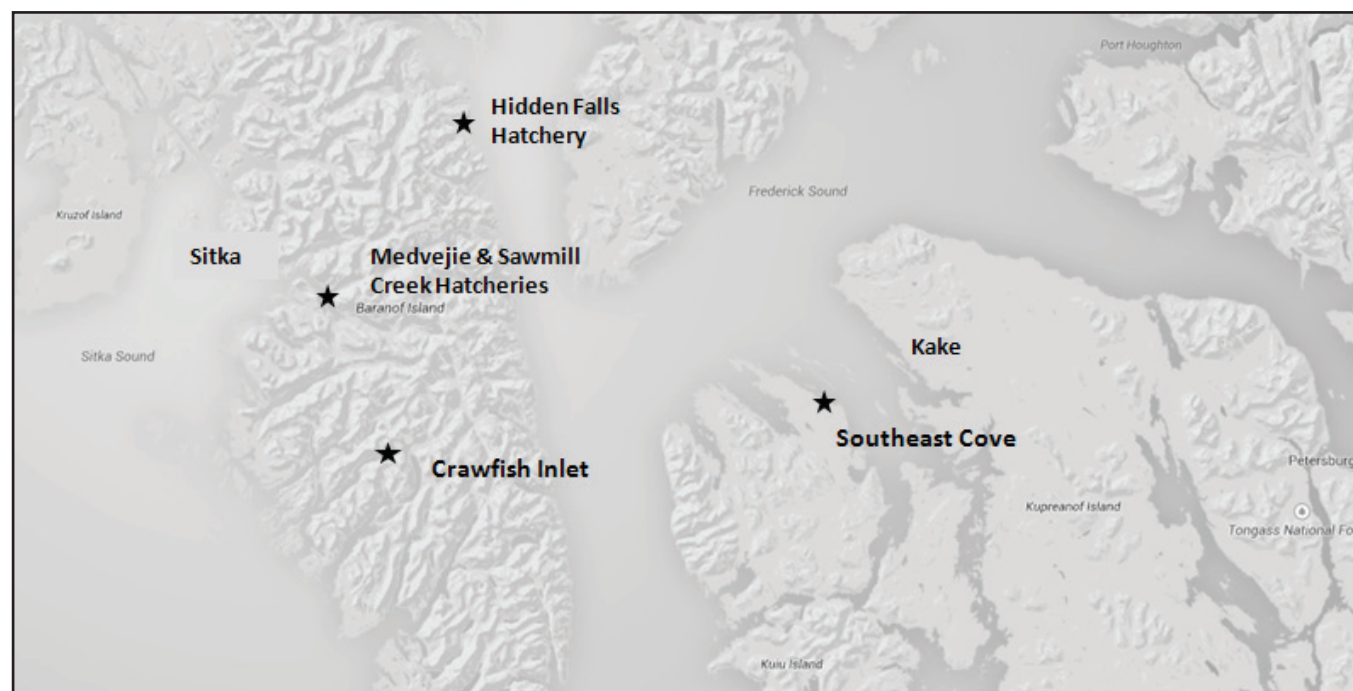 Port Houghton
Hidden Falls
Hatchery
Frederick Sound
Kruzof Island
Sitka
Medvejie & Sawmill
Creek Hatcheries
Baranof Island
Sitka Sound
Kake
Southeast Cove
Crawfish Inlet
Petersburg
Kupreanof Island
Tongass National Fo
Kuiu Island